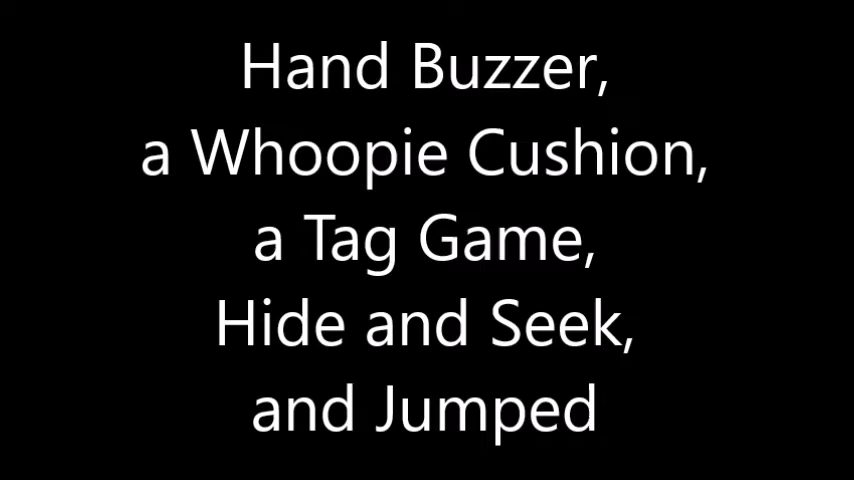 Hand Buzzer,
a Whoopie Cushion,
a Tag Game,
Hide and Seek,
and Jumped